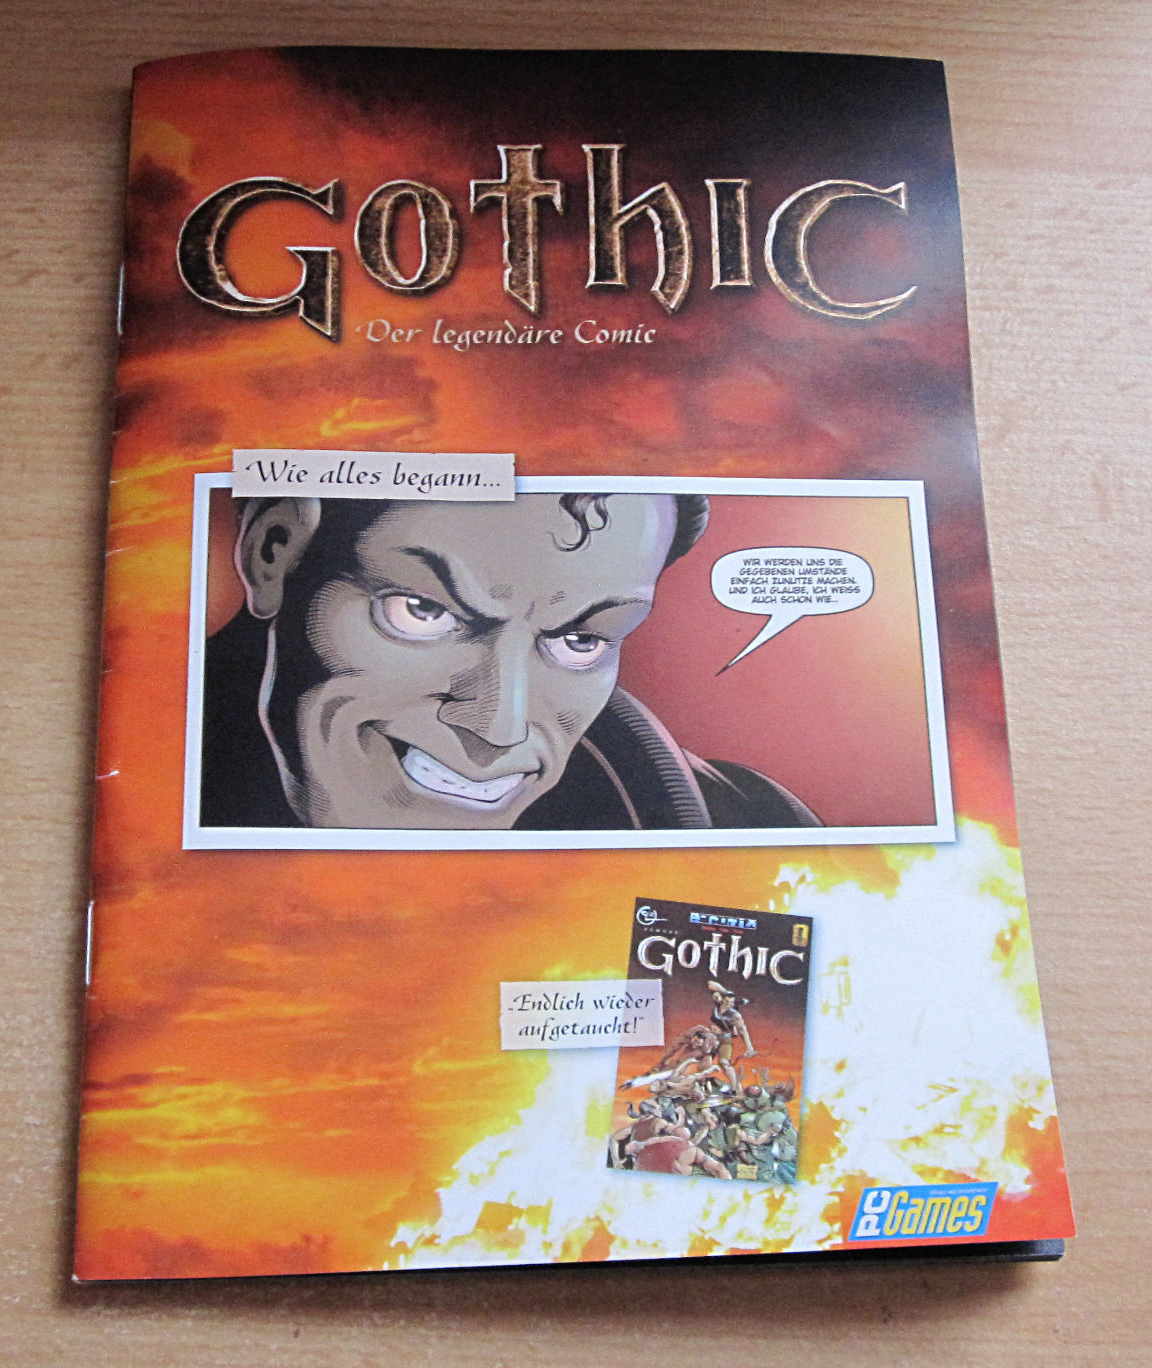 GothIC
Der legendäre Comic
Wie alles begann...
WIR WERDEN UNS DIE
GEGEBENEN UMSTÄNDE
EINFACH ZUNUTZE MACHEN.
UND ICH GLAUBE, ICH WEISS
AUCH SCHON WIE...
GothIC
„Endlich wieder
aufgetaucht!"
PC
Games